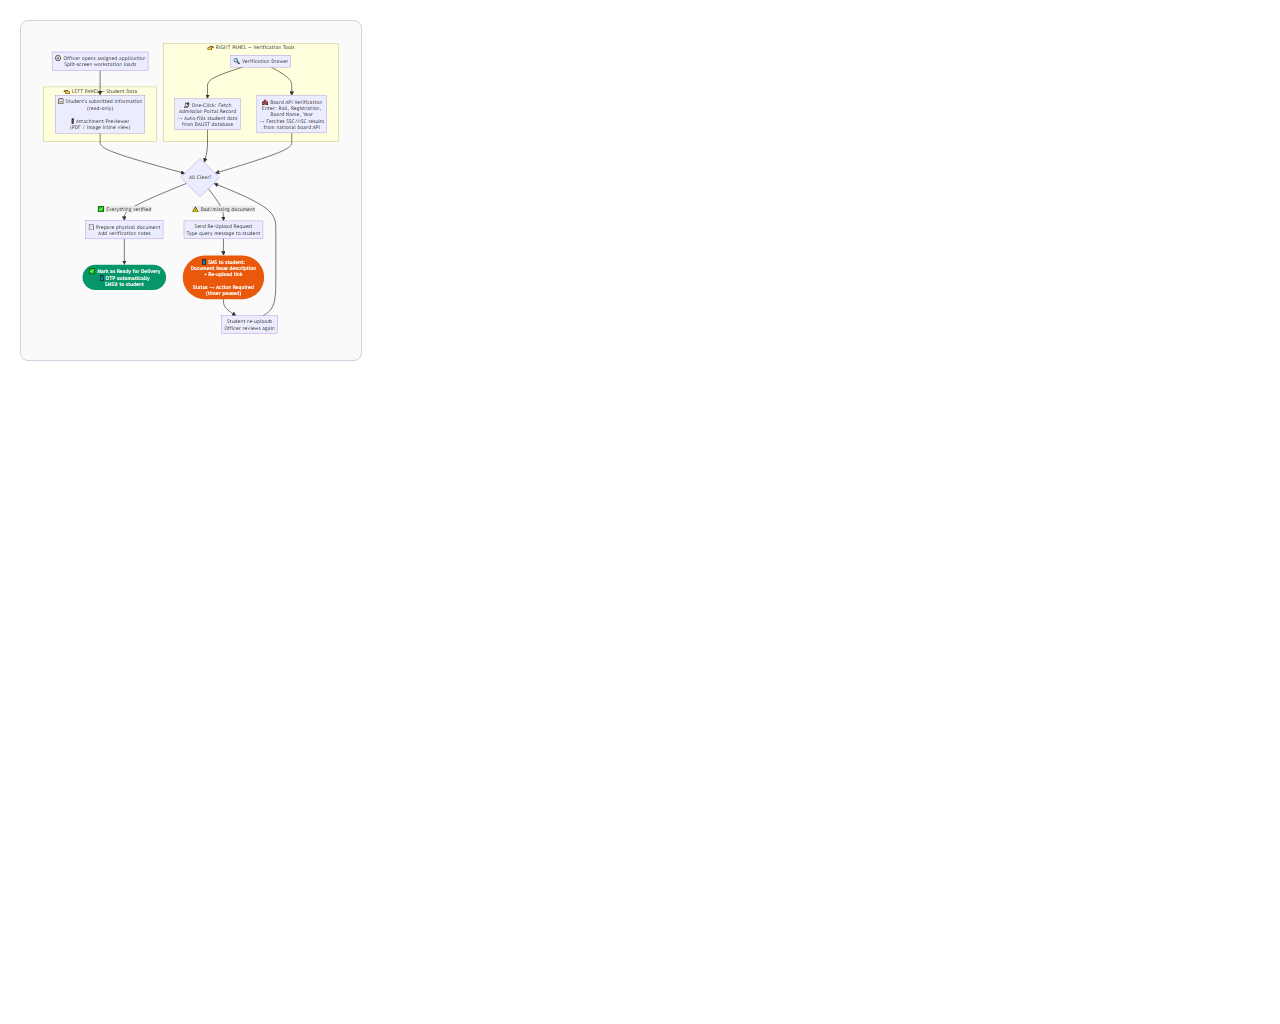 Officer opens assigned application
Split-screen workstation loads
LEFT PANEL — Student Data
Student's submitted information
(read-only)
Attachment Previewer
(PDF / Image inline view)
RIGHT PANEL — Verification Tools
Verification Drawer
One-Click: Fetch
Admission Portal Record
→ Auto-fills student data
from BAUST database
Board API Verification
Enter: Roll, Registration,
Board Name, Year
→ Fetches SSC/HSC results
from national board API
All Clear?
✅ Everything verified
⚠️ Bad/missing document
Prepare physical document
Add verification notes
Send Re-Upload Request
Type query message to student
✅ Mark as Ready for Delivery
OTP automatically
SMS'd to student
SMS to student:
Document issue description
+ Re-upload link
Status → Action Required
(timer paused)
Student re-uploads
Officer reviews again